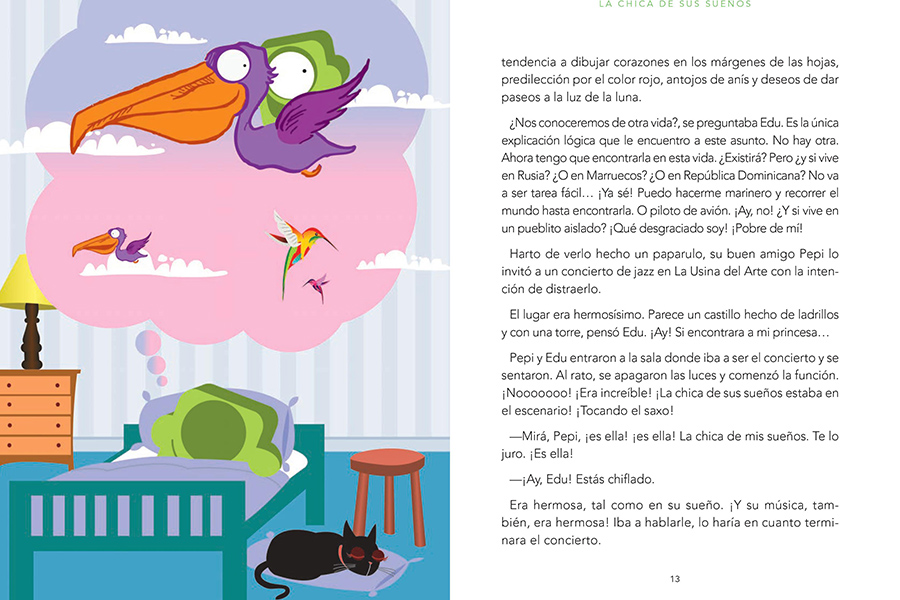 LA CHICA DE SUS SUEÑOS
tendencia a dibujar corazones en los márgenes de las hojas,
predilección por el color rojo, antojos de anís y deseos de dar
paseos a la luz de la luna.
¿Nos conoceremos de otra vida?, se preguntaba Edu. Es la única
explicación lógica que le encuentro a este asunto. No hay otra.
Ahora tengo que encontrarla en esta vida. ¿Existirá? Pero ¿y si vive
en Rusia? ¿O en Marruecos? ¿O en República Dominicana? No va
a ser tarea fácil… ¡Ya sé! Puedo hacerme marinero y recorrer el
mundo hasta encontrarla. O piloto de avión. ¡Ay, no! ¿Y si vive en
un pueblito aislado? ¡Qué desgraciado soy! ¡Pobre de mí!
Harto de verlo hecho un paparulo, su buen amigo Pepi lo
invitó a un concierto de jazz en La Usina del Arte con la inten-
ción de distraerlo.
El lugar era hermosísimo. Parece un castillo hecho de ladrillos
y con una torre, pensó Edu. ¡Ay! Si encontrara a mi princesa…
Pepi y Edu entraron a la sala donde iba a ser el concierto y se
sentaron. Al rato, se apagaron las luces y comenzó la función.
¡Nooooooo! ¡Era increíble! ¡La chica de sus sueños estaba en
el escenario! ¡Tocando el saxo!
—Mirá, Pepi, ¡es ella! ¡es ella! La chica de mis sueños. Te lo
juro. ¡Es ella!
—¡Ay, Edu! Estás chiflado.
Era hermosa, tal como en su sueño. ¡Y su música, tam-
bién, era hermosa! Iba a hablarle, lo haría en cuanto termi-
nara el concierto.
13